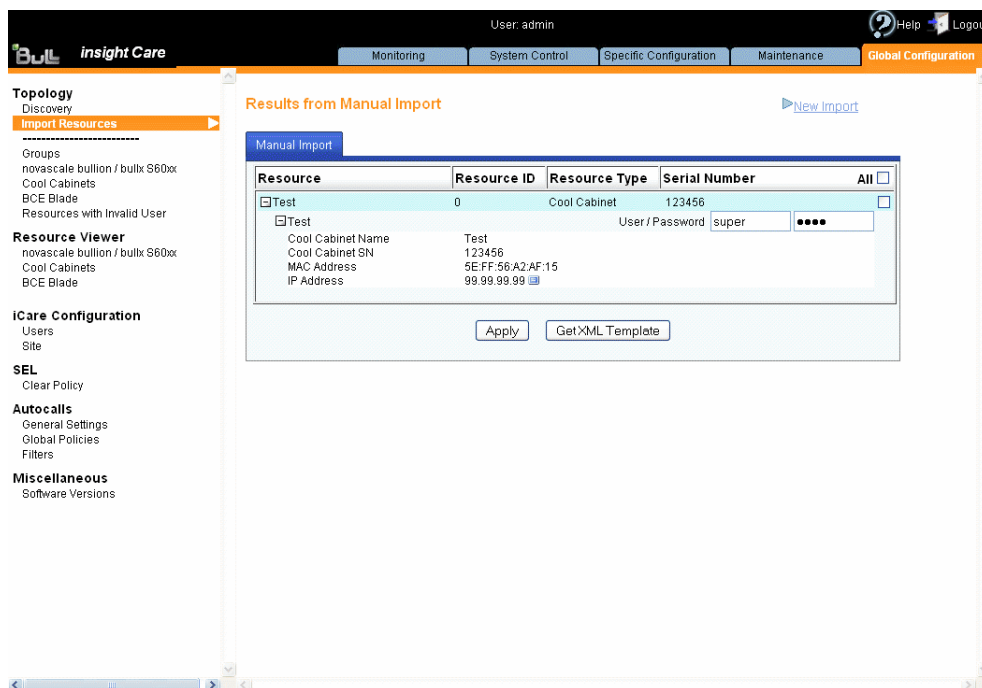 User: admin
Help
Logou
Bull
insight Care
Monitoring
System Control
Specific Configuration
Maintenance
Global Configuration
Topology
Discovery
Import Resources
-------------------------
Groups
novascale bullion / bullx S60xx
Cool Cabinets
BCE Blade
Resources with Invalid User
Resource Viewer
novascale bullion / bullx S60xx
Cool Cabinets
BCE Blade
iCare Configuration
Users
Site
SEL
Clear Policy
Autocalls
General Settings
Global Policies
Filters
Miscellaneous
Software Versions
Results from Manual Import
New Import
Manual Import
Resource Resource ID Resource Type Serial Number All
Test 0 Cool Cabinet 123456
Test User / Password super ●●●●
Cool Cabinet Name Test
Cool Cabinet SN 123456
MAC Address 5E:FF:56:A2:AF:15
IP Address 99.99.99.99
Apply
Get XML Template